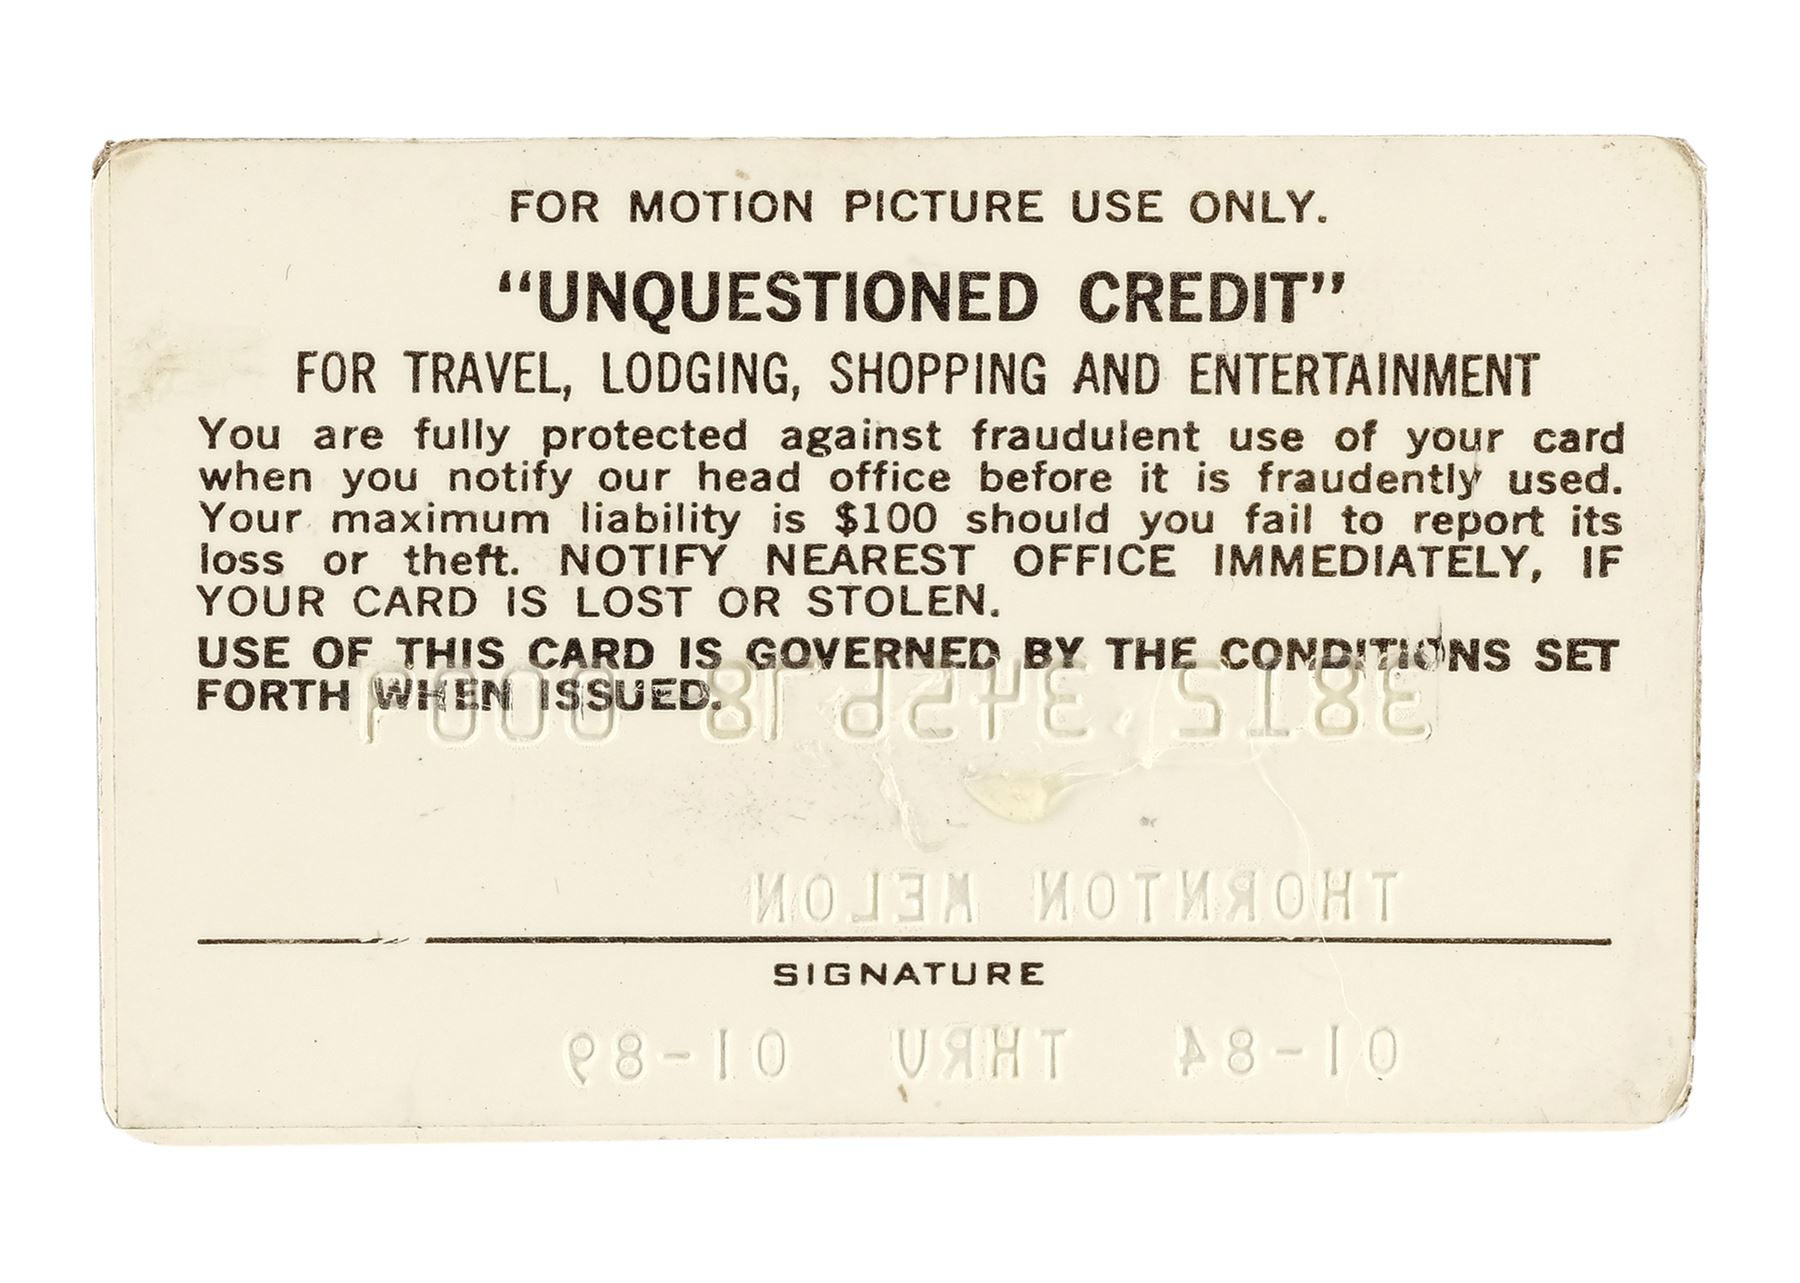 FOR MOTION PICTURE USE ONLY.
“UNQUESTIONED CREDIT”
FOR TRAVEL, LODGING, SHOPPING AND ENTERTAINMENT
You are fully protected against fraudulent use of your card
when you notify our head office before it is fraudently used.
Your maximum liability is $100 should you fail to report its
loss or theft. NOTIFY NEAREST OFFICE IMMEDIATELY, IF
YOUR CARD IS LOST OR STOLEN.
USE OF THIS CARD IS GOVERNED BY THE CONDITIONS SET
FORTH WHEN ISSUED.
3812 3456 78 0009
THORNTON MELON
SIGNATURE
01-84 THRU 01-89